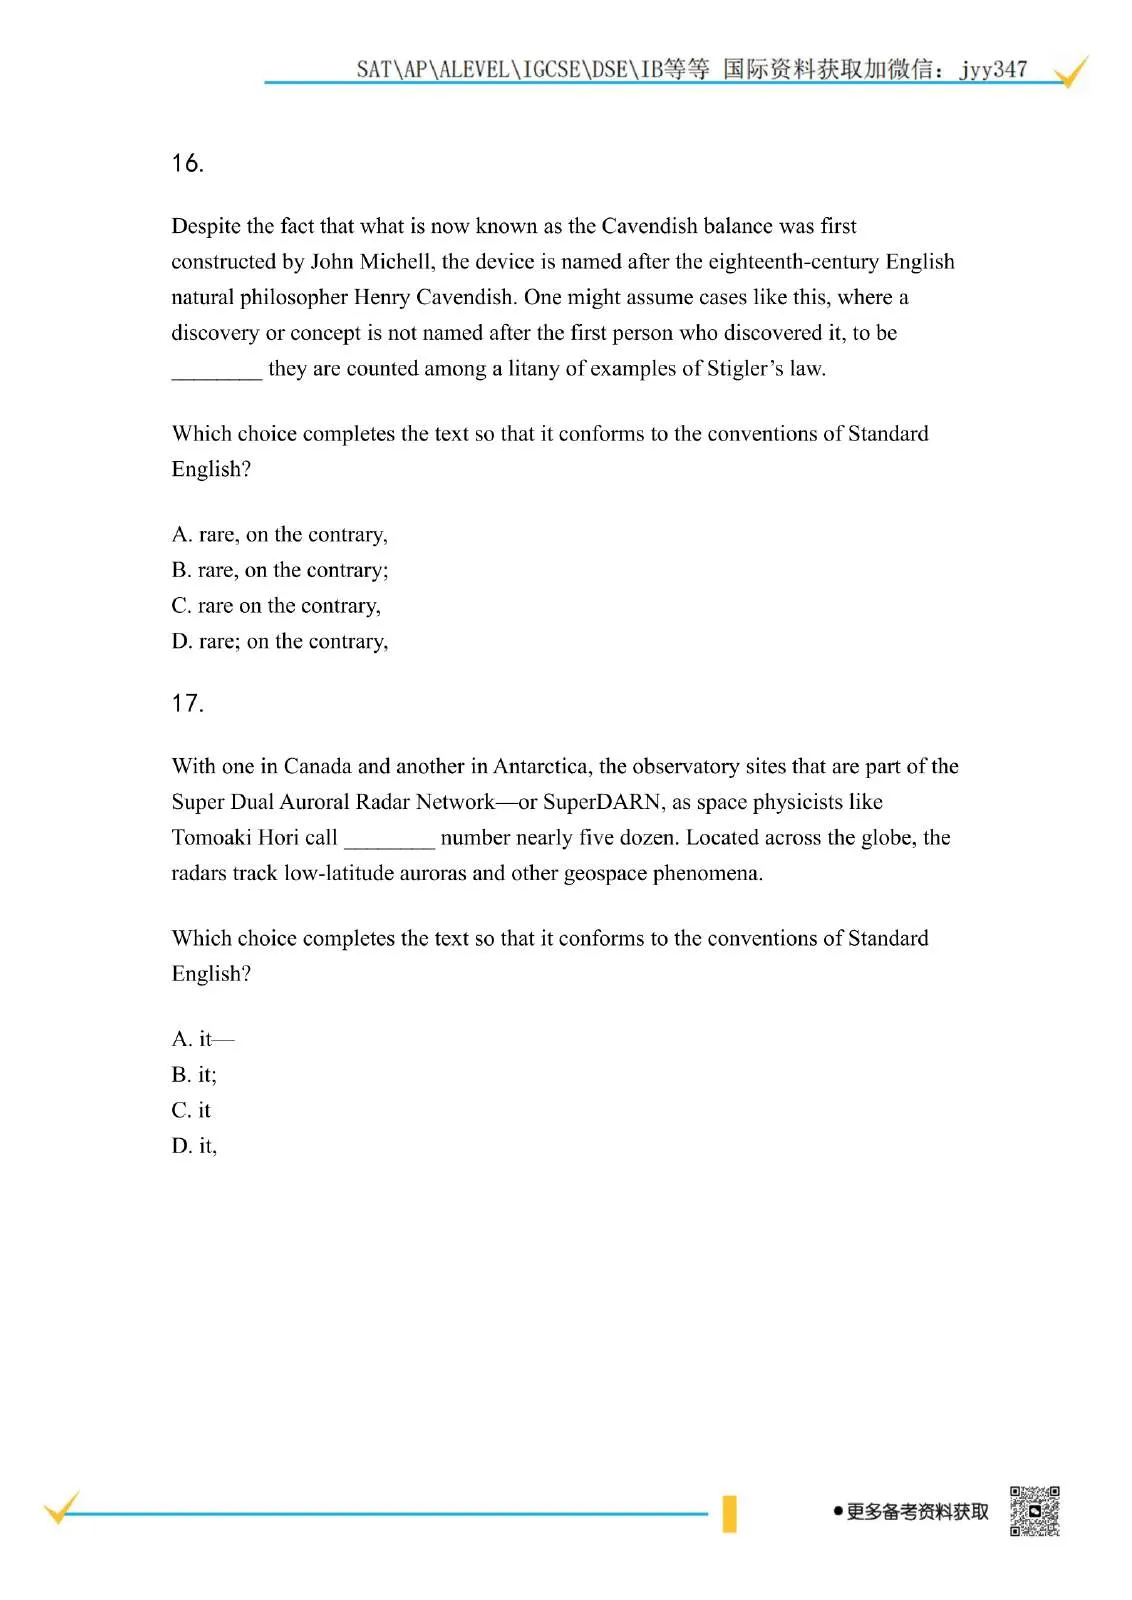 SAT\AP\ALEVEL\IGCSE\DSE\IB等等 国际资料获取加微信：jyy347
16.
Despite the fact that what is now known as the Cavendish balance was first
constructed by John Michell, the device is named after the eighteenth-century English
natural philosopher Henry Cavendish. One might assume cases like this, where a
discovery or concept is not named after the first person who discovered it, to be
________ they are counted among a litany of examples of Stigler’s law.
Which choice completes the text so that it conforms to the conventions of Standard
English?
A. rare, on the contrary,
B. rare, on the contrary;
C. rare on the contrary,
D. rare; on the contrary,
17.
With one in Canada and another in Antarctica, the observatory sites that are part of the
Super Dual Auroral Radar Network—or SuperDARN, as space physicists like
Tomoaki Hori call ________ number nearly five dozen. Located across the globe, the
radars track low-latitude auroras and other geospace phenomena.
Which choice completes the text so that it conforms to the conventions of Standard
English?
A. it—
B. it;
C. it
D. it,
●更多备考资料获取